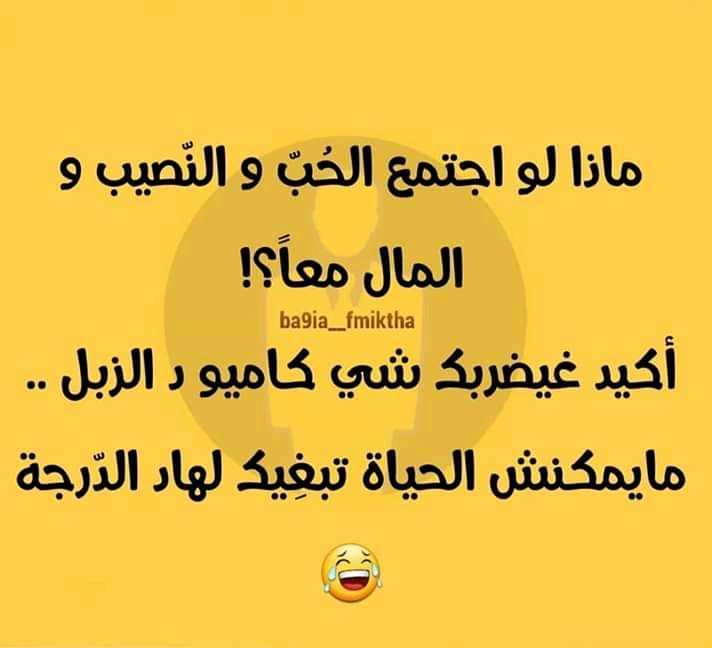 ماذا لو اجتمع الحُبّ و النّصيب و
المال معاً؟!
ba9ia__fmiktha
أكيد غيضربك شي كاميو د الزبل ..
مايمكنش الحياة تبغِيك لهاد الدّرجة
😂